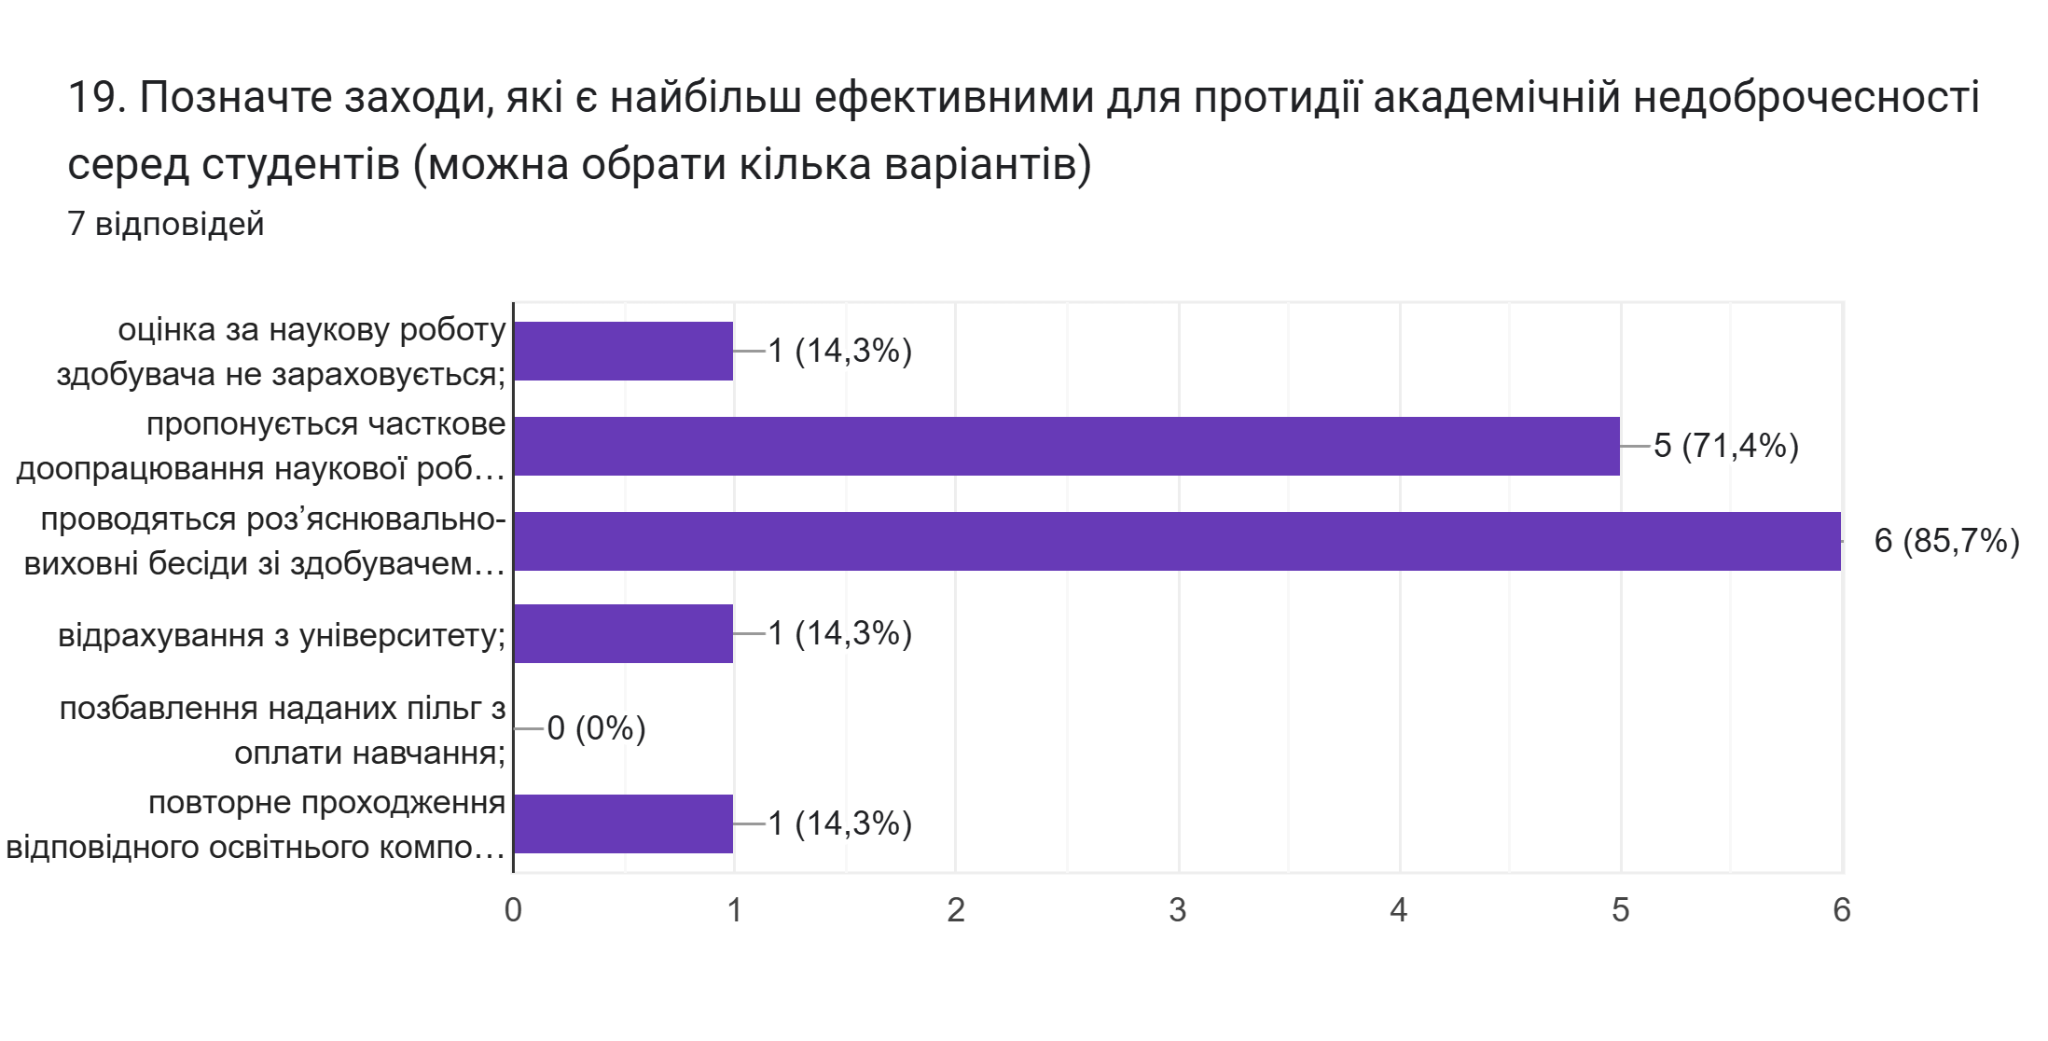 19. Позначте заходи, які є найбільш ефективними для протидії академічній недоброчесності
серед студентів (можна обрати кілька варіантів)
7 відповідей
оцінка за наукову роботу
здобувача не зараховується;
1 (14,3%)
пропонується часткове
доопрацювання наукової роб…
5 (71,4%)
проводяться роз’яснювально-
виховні бесіди зі здобувачем…
6 (85,7%)
відрахування з університету;
1 (14,3%)
позбавлення наданих пільг з
оплати навчання;
0 (0%)
повторне проходження
відповідного освітнього компо…
1 (14,3%)
0 1 2 3 4 5 6